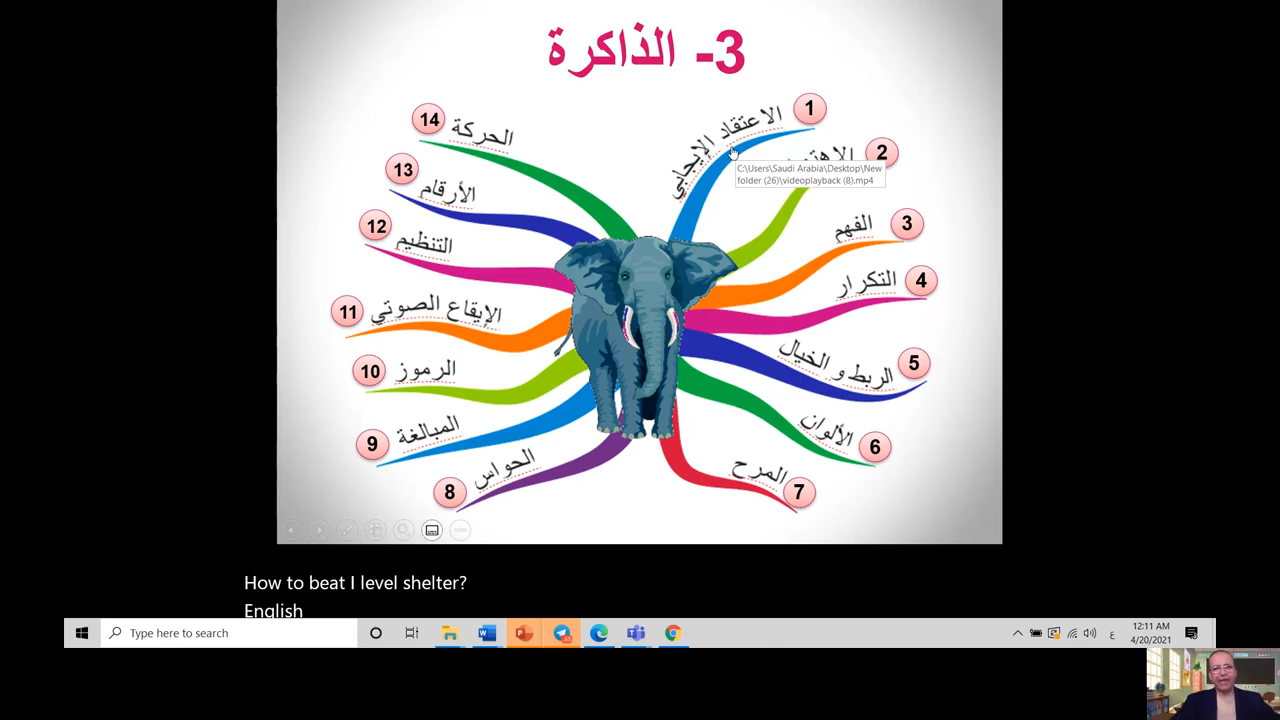 3- الذاكرة
1
الاعتقاد الإيجابي
2
C:\Users\Saudi Arabia\Desktop\New
folder (26)\videoplayback (8).mp4
3
الفهم
4
التكرار
5
الربط و الخيال
6
الألوان
7
المرح
8
الحواس
9
المبالغة
10
الرموز
11
الإيقاع الصوتي
12
التنظيم
13
الأرقام
14
الحركة
How to beat I level shelter?
English
Type here to search
ع
12:11 AM
4/20/2021